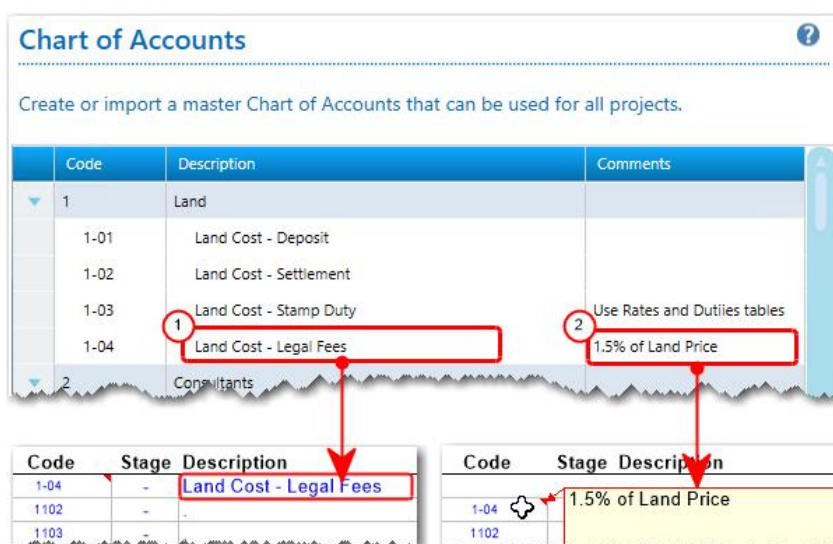 Chart of Accounts
?
Create or import a master Chart of Accounts that can be used for all projects.
Code Description Comments
1 Land
1-01 Land Cost - Deposit
1-02 Land Cost - Settlement
1-03 Land Cost - Stamp Duty Use Rates and Dutiies tables
1 2
1-04 Land Cost - Legal Fees 1.5% of Land Price
2 Consultants
Code Stage Description
1-04 - Land Cost - Legal Fees
1102 - .
1103 -
Code Stage Description
1-04 1.5% of Land Price
1102